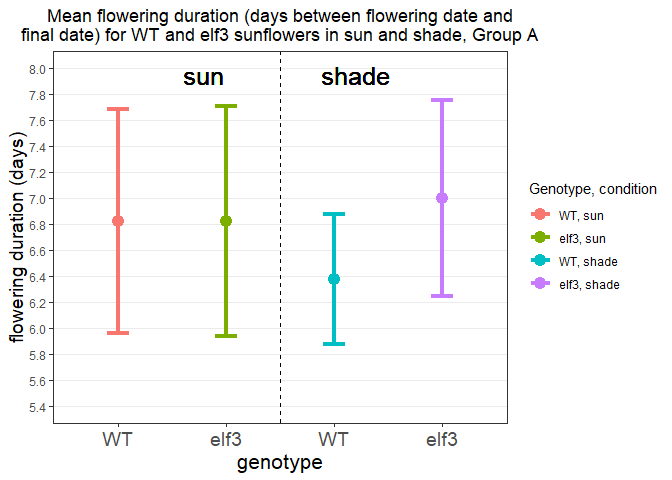 Mean flowering duration (days between flowering date and
final date) for WT and elf3 sunflowers in sun and shade, Group A
sun shade
flowering duration (days)
8.0
7.8
7.6
7.4
7.2
7.0
6.8
6.6
6.4
6.2
6.0
5.8
5.6
5.4
WT elf3 WT elf3
genotype
Genotype, condition
WT, sun
elf3, sun
WT, shade
elf3, shade